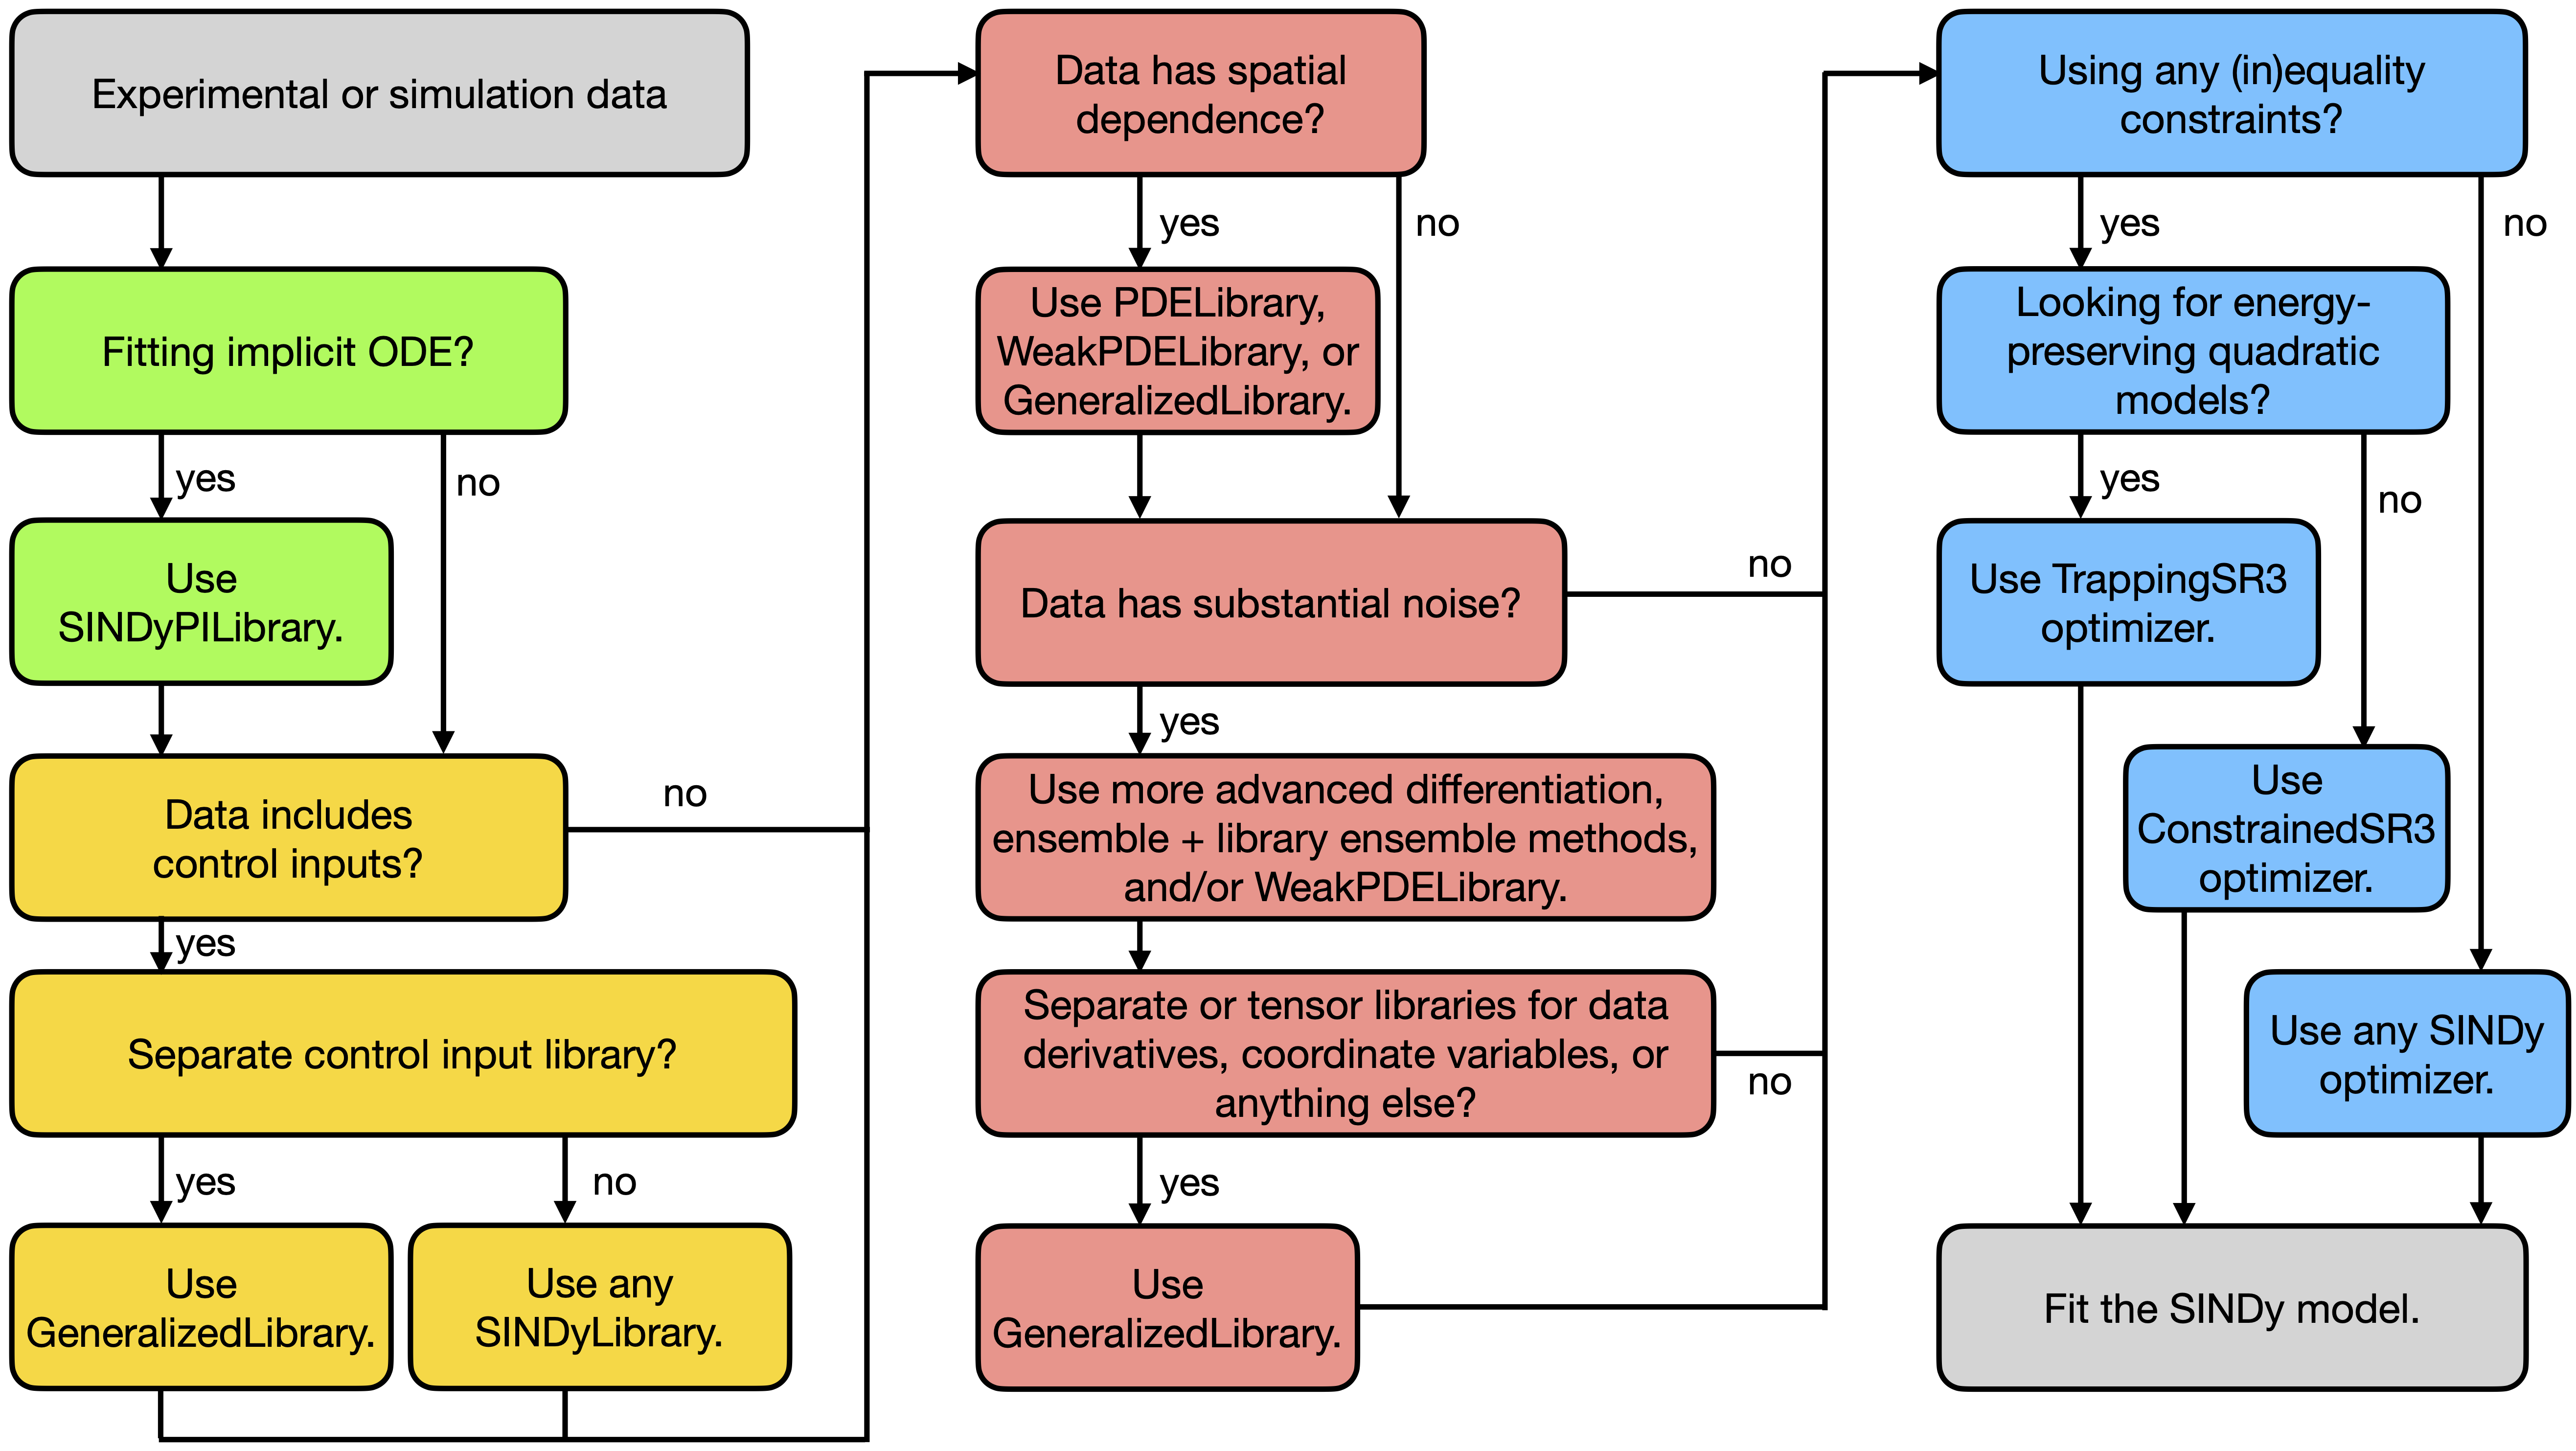 Experimental or simulation data
Fitting implicit ODE?
yes
no
Use
SINDyPILibrary.
Data includes
control inputs?
no
yes
Separate control input library?
yes
no
Use
GeneralizedLibrary.
Use any
SINDyLibrary.
Data has spatial
dependence?
yes
no
Use PDELibrary,
WeakPDELibrary, or
GeneralizedLibrary.
Data has substantial noise?
no
yes
Use more advanced differentiation,
ensemble + library ensemble methods,
and/or WeakPDELibrary.
Separate or tensor libraries for data
derivatives, coordinate variables, or
anything else?
no
yes
Use
GeneralizedLibrary.
Using any (in)equality
constraints?
yes
no
Looking for energy-
preserving quadratic
models?
yes
no
Use TrappingSR3
optimizer.
Use
ConstrainedSR3
optimizer.
Use any SINDy
optimizer.
Fit the SINDy model.